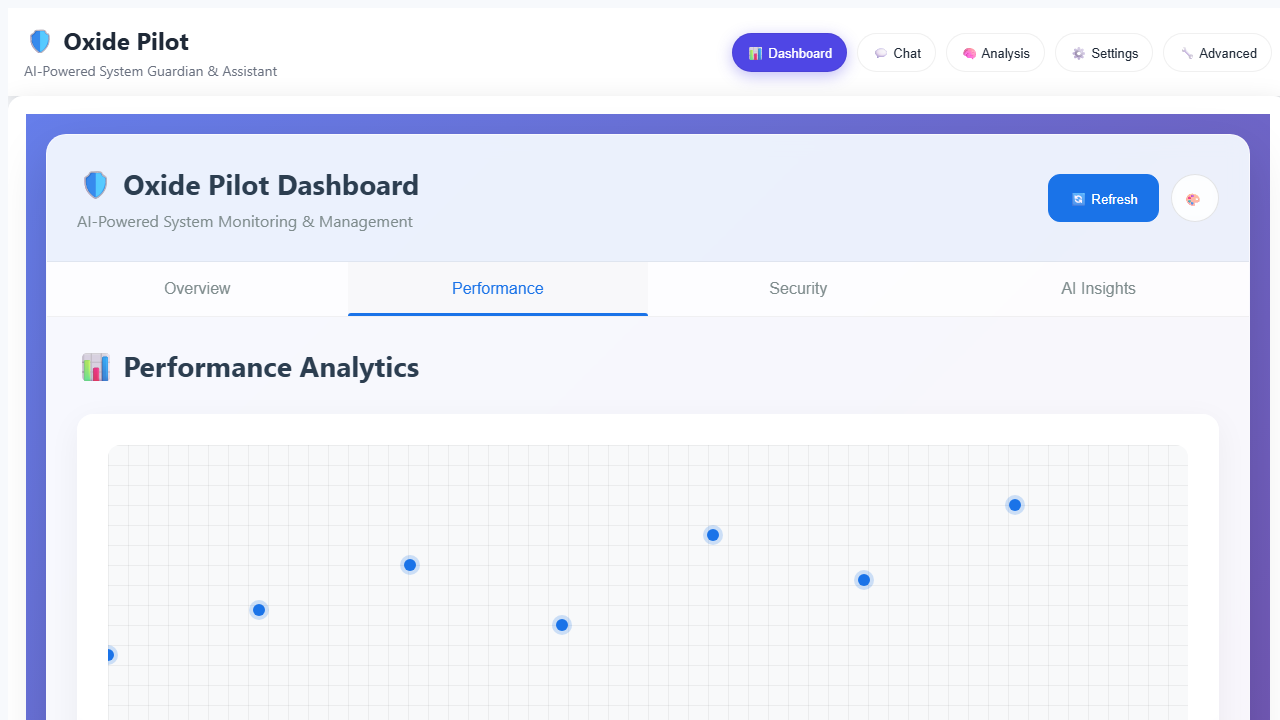 Oxide Pilot
AI-Powered System Guardian & Assistant
Dashboard
Chat
Analysis
Settings
Advanced
Oxide Pilot Dashboard
AI-Powered System Monitoring & Management
Refresh
Overview
Performance
Security
AI Insights
Performance Analytics